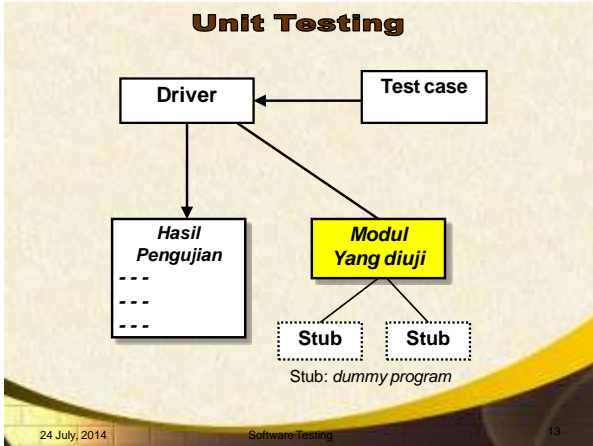 Unit Testing
Driver
Test case
Hasil
Pengujian
- - -
- - -
- - -
Modul
Yang diuji
Stub
Stub
Stub: dummy program
24 July, 2014
Software Testing
13